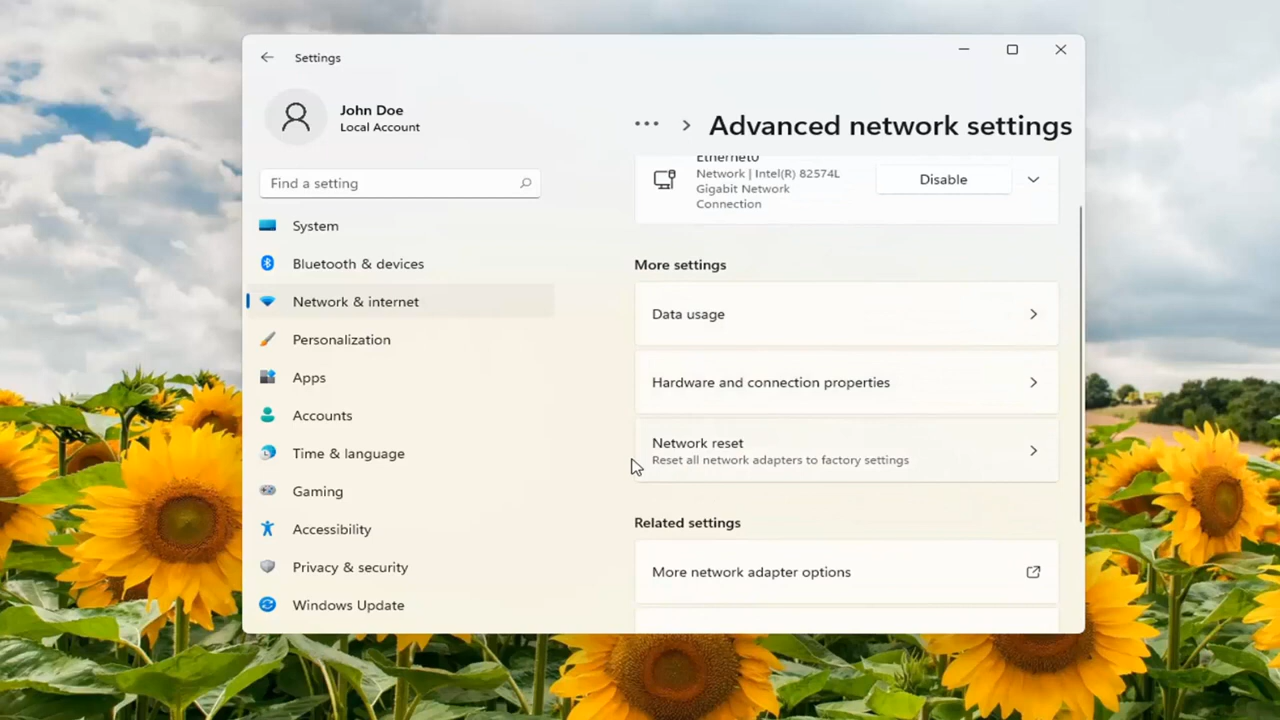 Settings
John Doe
Local Account
Find a setting
System
Bluetooth & devices
Network & internet
Personalization
Apps
Accounts
Time & language
Gaming
Accessibility
Privacy & security
Windows Update
Advanced network settings
Ethernet0
Network | Intel(R) 82574L
Gigabit Network
Connection
Disable
More settings
Data usage
Hardware and connection properties
Network reset
Reset all network adapters to factory settings
Related settings
More network adapter options